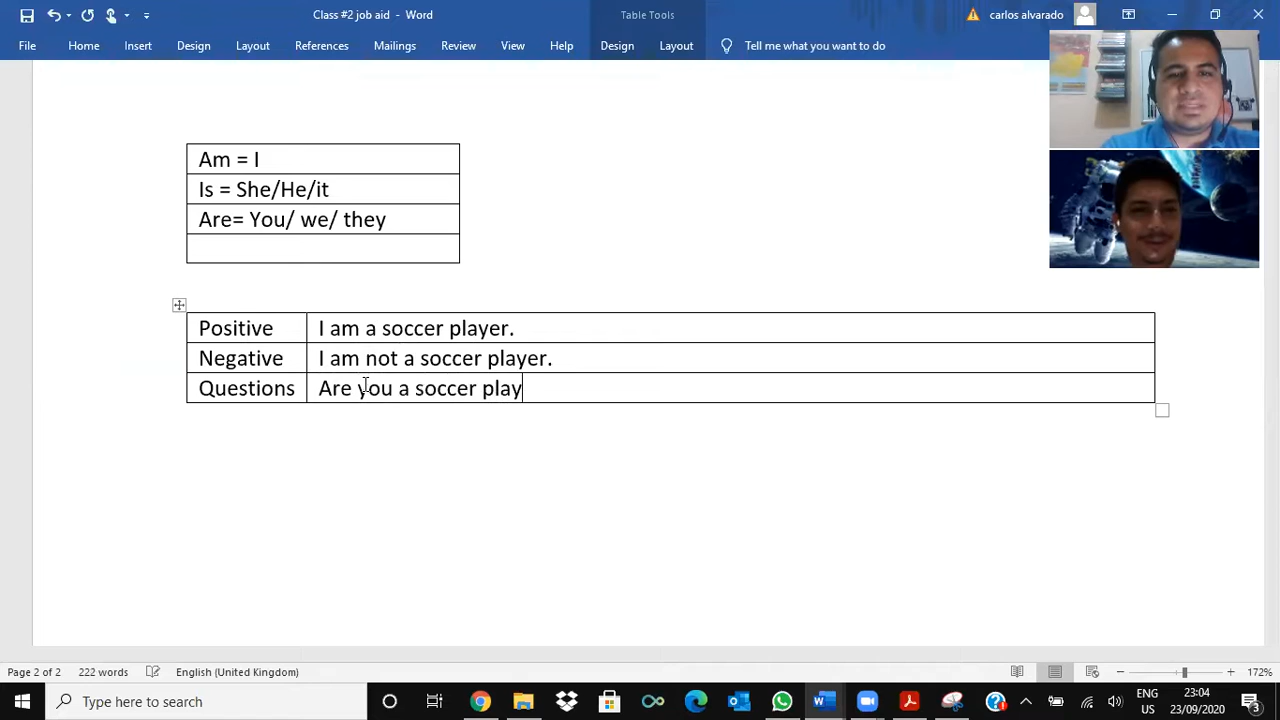 Class #2 job aid - Word
Table Tools
carlos alvarado
File Home Insert Design Layout References Mailings Review View Help Design Layout Tell me what you want to do
Am = I
Is = She/He/it
Are= You/ we/ they
Positive I am a soccer player.
Negative I am not a soccer player.
Questions Are you a soccer play
Page 2 of 2 222 words English (United Kingdom) 172%
Type here to search
ENG
US
23:04
23/09/2020
3